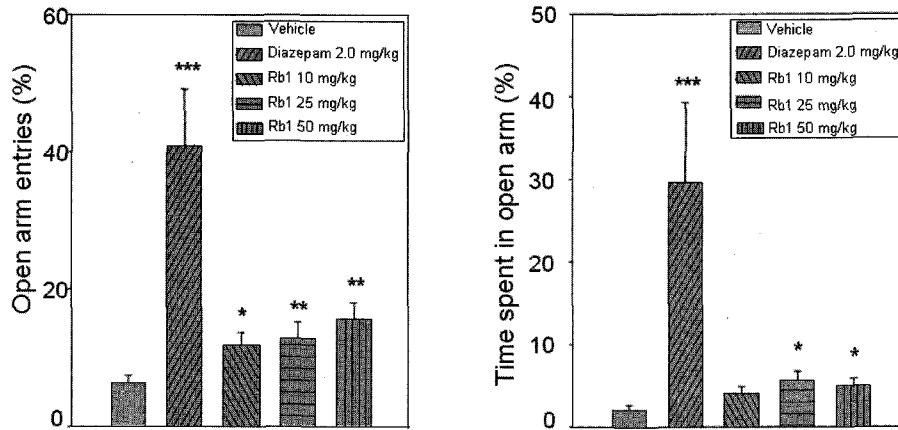 Open arm entries (%)
60
40
20
0
Vehicle
Diazepam 2.0 mg/kg
Rb1 10 mg/kg
Rb1 25 mg/kg
Rb1 50 mg/kg
***
*
**
**
Time spent in open arm (%)
50
40
30
20
10
0
Vehicle
Diazepam 2.0 mg/kg
Rb1 10 mg/kg
Rb1 25 mg/kg
Rb1 50 mg/kg
***
*
*